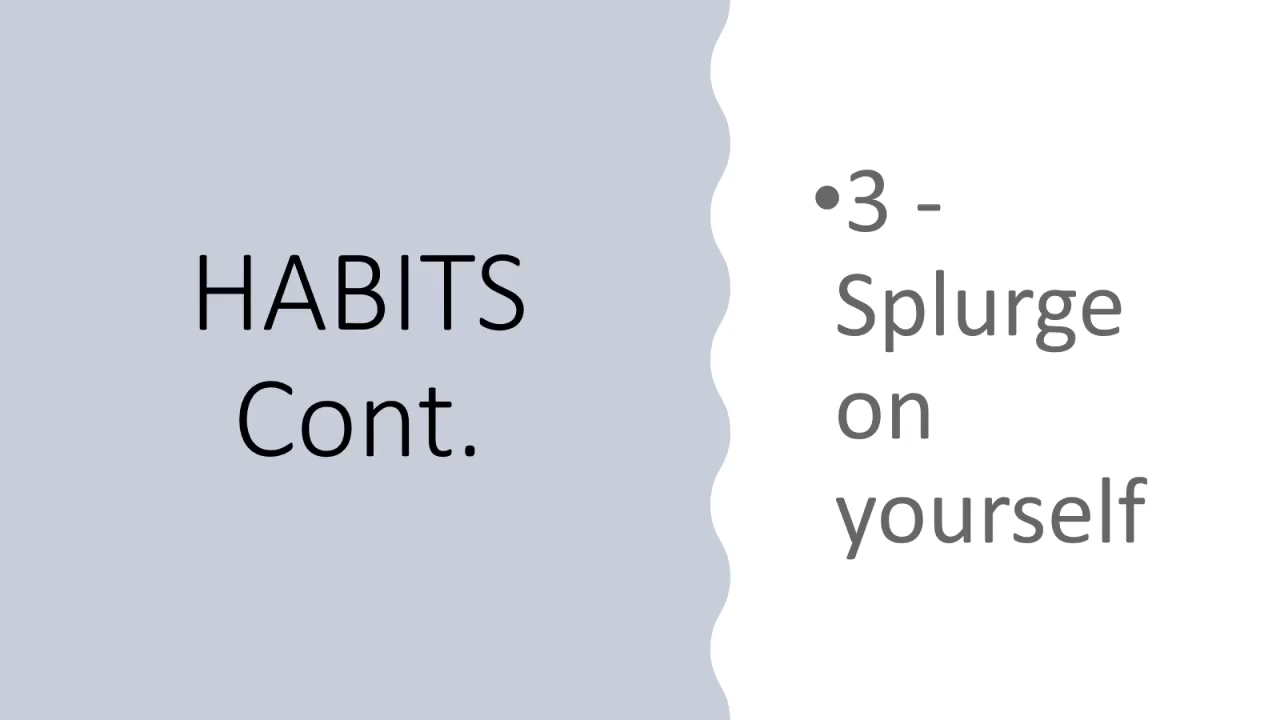 HABITS
Cont.
•3 -
Splurge
on
yourself